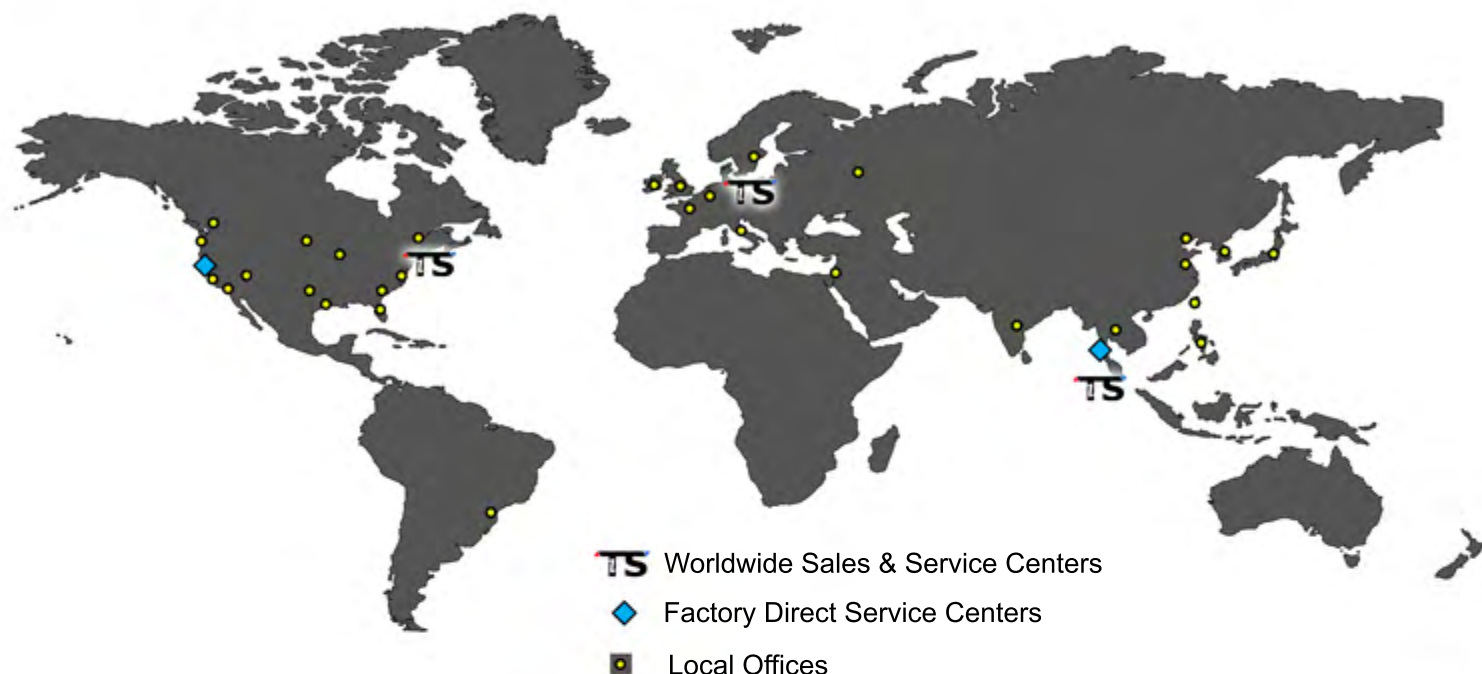 TS
TS
TS
TS Worldwide Sales & Service Centers
Factory Direct Service Centers
Local Offices